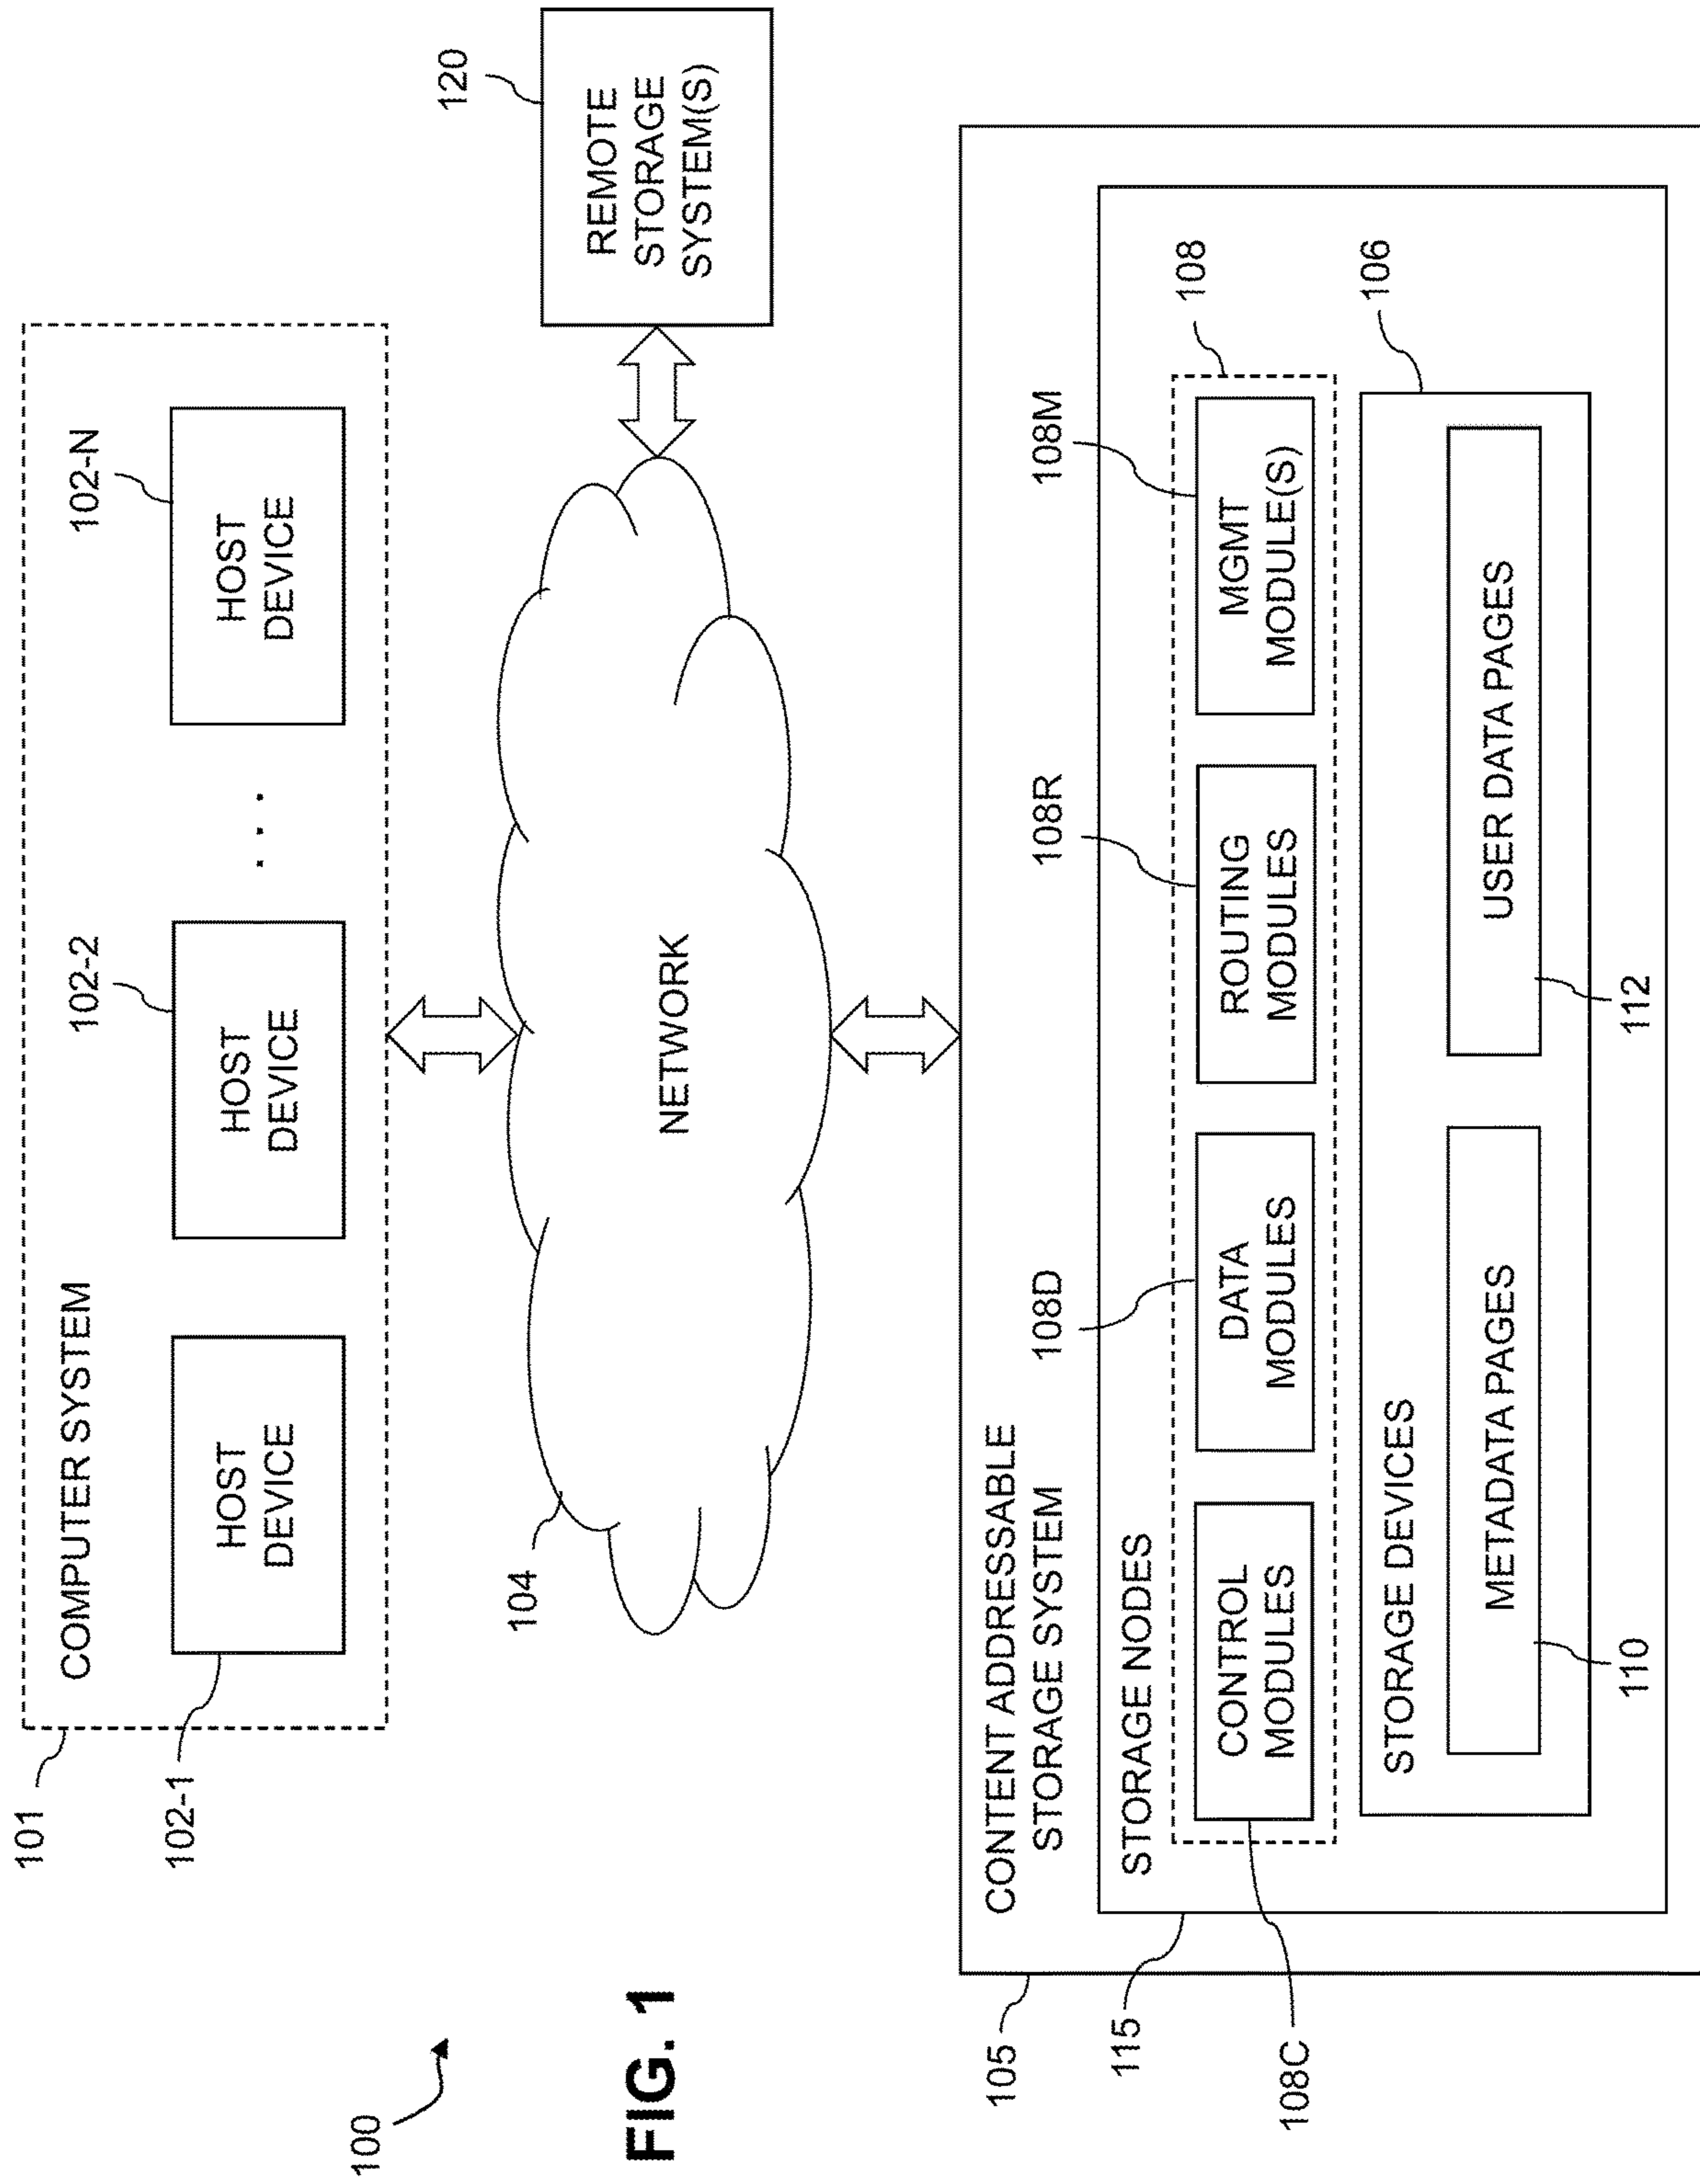 100
FIG. 1
101
COMPUTER SYSTEM
102-1
HOST
DEVICE
102-2
HOST
DEVICE
. . .
102-N
HOST
DEVICE
104
NETWORK
120
REMOTE
STORAGE
SYSTEM(S)
105
CONTENT ADDRESSABLE
STORAGE SYSTEM
115
STORAGE NODES
108
108C
CONTROL
MODULES
108D
DATA
MODULES
108R
ROUTING
MODULES
108M
MGMT
MODULE(S)
106
STORAGE DEVICES
METADATA PAGES
110
USER DATA PAGES
112